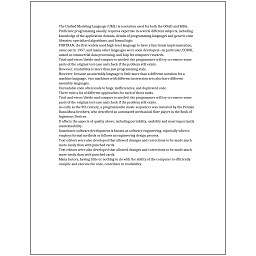 The Unified Modeling Language (UML) is a notation used for both the OOAD and MDA.
Proficient programming usually requires expertise in several different subjects, including
knowledge of the application domain, details of programming languages and generic code
libraries, specialized algorithms, and formal logic.
FORTRAN, the first widely used high-level language to have a functional implementation,
came out in 1957, and many other languages were soon developed—in particular, COBOL
aimed at commercial data processing, and Lisp for computer research.
Trial-and-error/divide-and-conquer is needed: the programmer will try to remove some
parts of the original test case and check if the problem still exists.
However, readability is more than just programming style.
However, because an assembly language is little more than a different notation for a
machine language, two machines with different instruction sets also have different
assembly languages.
Unreadable code often leads to bugs, inefficiencies, and duplicated code.
There exist a lot of different approaches for each of those tasks.
Trial-and-error/divide-and-conquer is needed: the programmer will try to remove some
parts of the original test case and check if the problem still exists.
As early as the 9th century, a programmable music sequencer was invented by the Persian
Banu Musa brothers, who described an automated mechanical flute player in the Book of
Ingenious Devices.
It affects the aspects of quality above, including portability, usability and most importantly
maintainability.
Sometimes software development is known as software engineering, especially when it
employs formal methods or follows an engineering design process.
Text editors were also developed that allowed changes and corrections to be made much
more easily than with punched cards.
Text editors were also developed that allowed changes and corrections to be made much
more easily than with punched cards.
Many factors, having little or nothing to do with the ability of the computer to efficiently
compile and execute the code, contribute to readability.